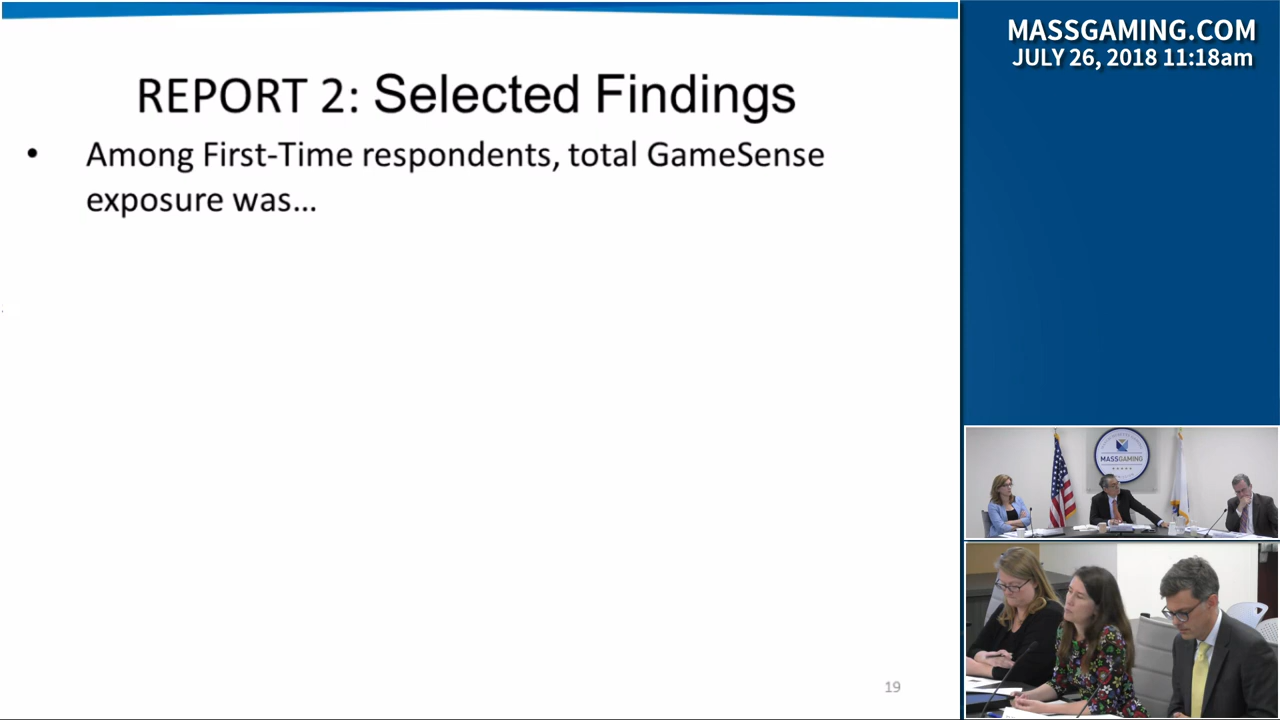 REPORT 2: Selected Findings
• Among First-Time respondents, total GameSense
exposure was...
19
MASSGAMING.COM
JULY 26, 2018 11:18am
MASSGAMING